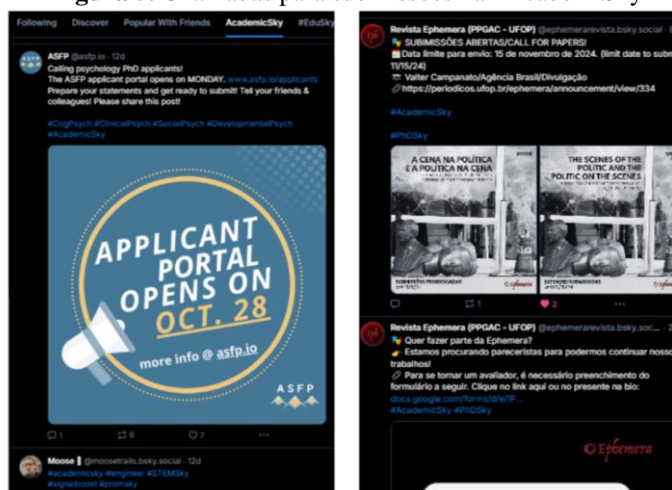 Following Discover Popular With Friends AcademicSky #EduSky
ASFP @asfp.io · 12d
Calling psychology PhD applicants!
The ASFP applicant portal opens on MONDAY. www.asfp.io/applicants
Prepare your statements and get ready to submit! Tell your friends &
colleagues! Please share this post!
#CogPsych #ClinicalPsych #SocialPsych #DevelopmentalPsych
#AcademicSky
APPLICANT
PORTAL
OPENS ON
OCT. 28
more info @ asfp.io
ASFP
1 6 7
Moose @moosetrails.bsky.social · 12d
#academicsky #engineer #STEMSky
#signalboost #promsky
Revista Ephemera (PPGAC - UFOP) @ephemerarevista.bsky.social
SUBMISSÕES ABERTAS/CALL FOR PAPERS!
Data limite para envio: 15 de novembro de 2024. (limit date to subm
11/15/24)
Valter Campanato/Agência Brasil/Divulgação
https://periodicos.ufop.br/ephemera/announcement/view/334
#AcademicSky
#PhDSky
A CENA NA POLÍTICA
E A POLÍTICA NA CENA
THE SCENES OF THE
POLITIC AND THE
POLITIC ON THE SCENES
Ephemera
1 2
Revista Ephemera (PPGAC - UFOP) @ephemerarevista.bsky.soc...
Quer fazer parte da Ephemera?
Estamos procurando pareceristas para podermos continuar noss
trabalhos!
Para se tornar um avaliador, é necessário preenchimento do
formulário a seguir. Clique no link aqui ou no presente na bio:
docs.google.com/forms/d/e/1F...
#AcademicSky #PhDSky
Ephemera